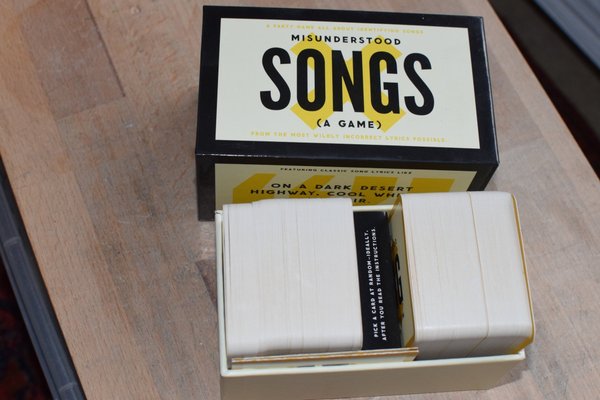 A PARTY GAME ALL ABOUT IDENTIFYING SONGS
MISUNDERSTOOD
SONGS
(A GAME)
FROM THE MOST WILDLY INCORRECT LYRICS POSSIBLE.
FEATURING CLASSIC SONG LYRICS LIKE
ON A DARK DESERT
HIGHWAY, COOL
PICK A CARD AT RANDOM—IDEALLY,
AFTER YOU READ THE INSTRUCTIONS.